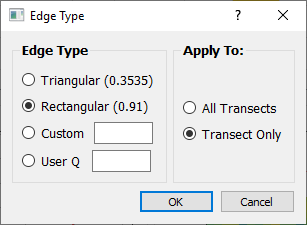 Edge Type
?
Edge Type
Triangular (0.3535)
Rectangular (0.91)
Custom
User Q
Apply To:
All Transects
Transect Only
OK
Cancel